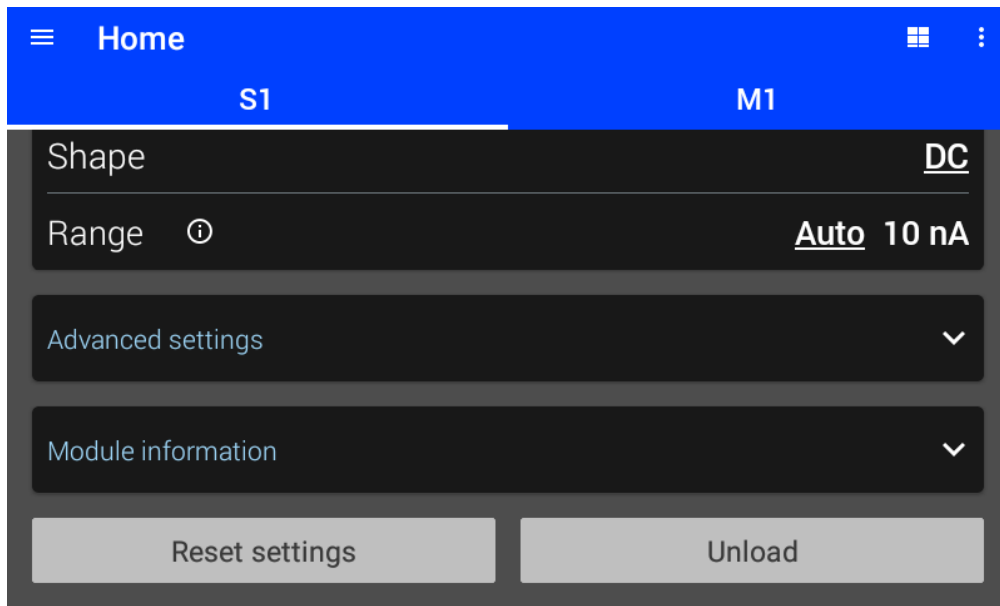 Home
S1 M1
Shape DC
Range Auto 10 nA
Advanced settings
Module information
Reset settings Unload